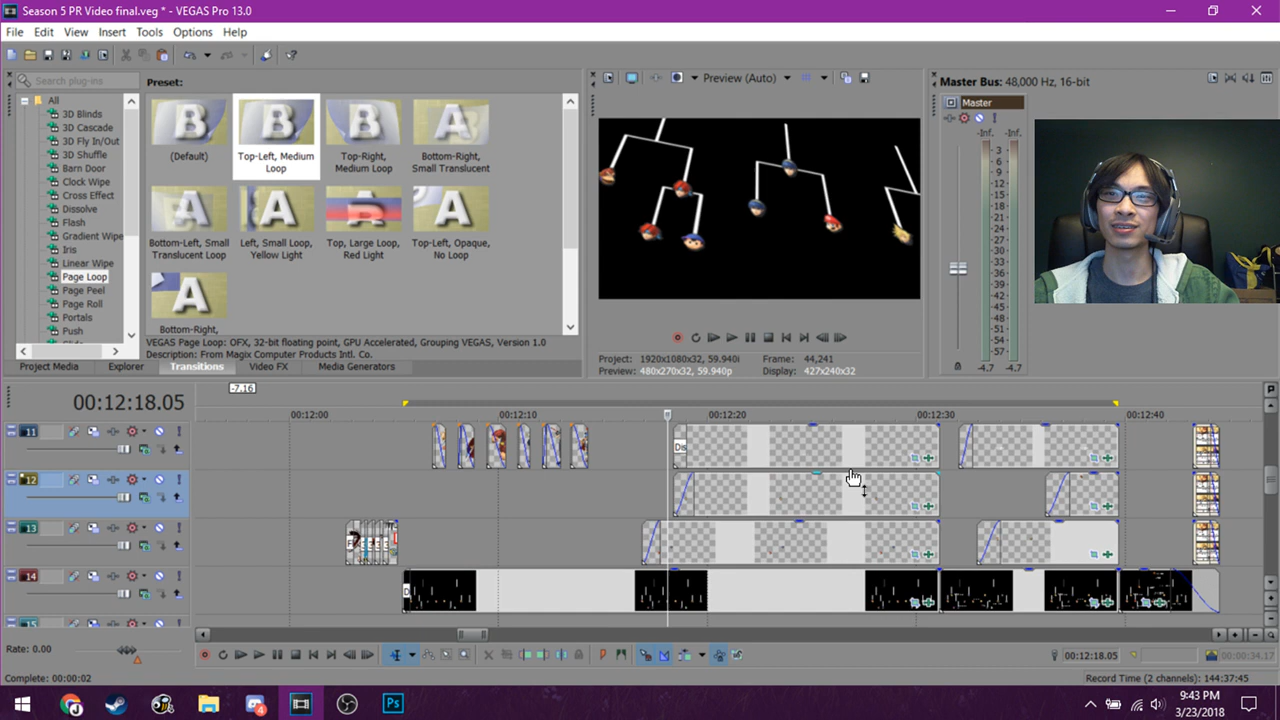 Season 5 PR Video final.veg * - VEGAS Pro 13.0
File Edit View Insert Tools Options Help
Search plug-ins
Preset:
All
3D Blinds
3D Cascade
3D Fly In/Out
3D Shuffle
Barn Door
Clock Wipe
Cross Effect
Dissolve
Flash
Gradient Wipe
Iris
Linear Wipe
Page Loop
Page Peel
Page Roll
Portals
Push
(Default)
Top-Left, Medium Loop
Top-Right, Medium Loop
Bottom-Right, Small Translucent
Bottom-Left, Small Translucent Loop
Left, Small Loop, Yellow Light
Top, Large Loop, Red Light
Top-Left, Opaque, No Loop
Bottom-Right,
VEGAS Page Loop: OFX, 32-bit floating point, GPU Accelerated, Grouping VEGAS, Version 1.0
Description: From Magix Computer Products Intl. Co.
Project Media Explorer Transitions Video FX Media Generators
Preview (Auto)
Project: 1920x1080x32, 59.940i Frame: 44,241
Preview: 480x270x32, 59.940p Display: 427x240x32
Master Bus: 48,000 Hz, 16-bit
Master
-Inf. -Inf.
3
6
9
12
15
18
21
24
27
30
33
36
39
42
45
48
51
54
57
-4.7 -4.7
-7.16
00:12:18.05
00:12:00 00:12:10 00:12:20 00:12:30 00:12:40
11
Dis
12
13
14
15
Rate: 0.00
00:12:18.05
00:00:34.17
Complete: 00:00:02
Record Time (2 channels): 144:37:45
4
Ps
9:43 PM
3/23/2018